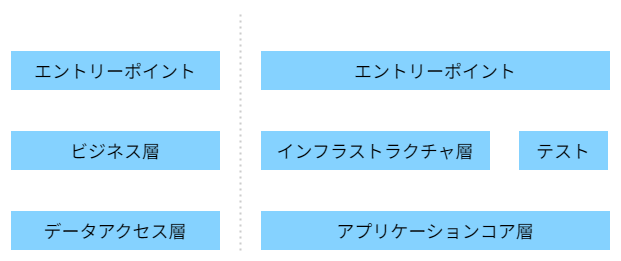 エントリーポイント
ビジネス層
データアクセス層
エントリーポイント
インフラストラクチャ層
テスト
アプリケーションコア層